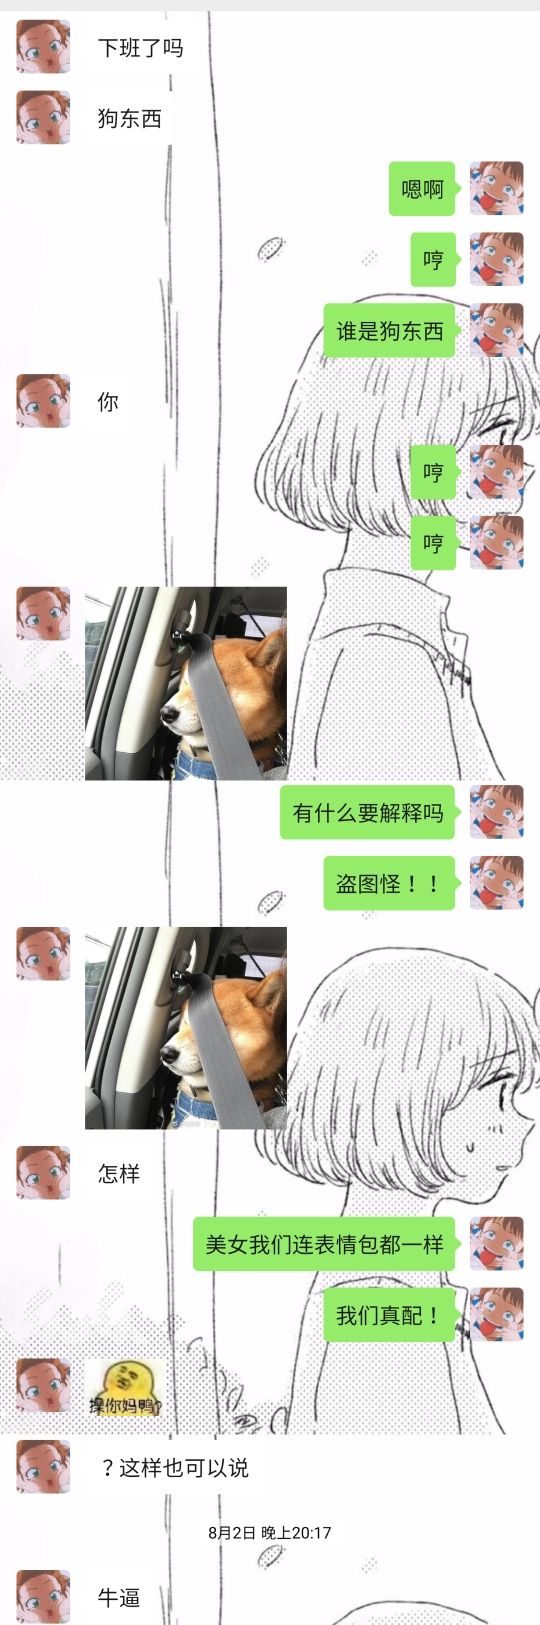 下班了吗
狗东西
嗯啊
哼
谁是狗东西
你
哼
哼
有什么要解释吗
盗图怪！！
怎样
美女我们连表情包都一样
我们真配！
操你妈鸭?
？这样也可以说
8月2日 晚上20:17
牛逼